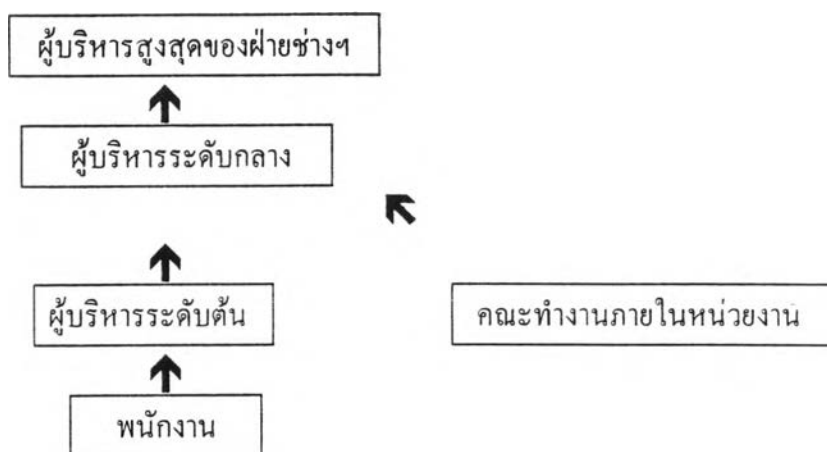 ผู้บริหารสูงสุดของฝ่ายช่างฯ
ผู้บริหารระดับกลาง
ผู้บริหารระดับต้น
คณะทำงานภายในหน่วยงาน
พนักงาน